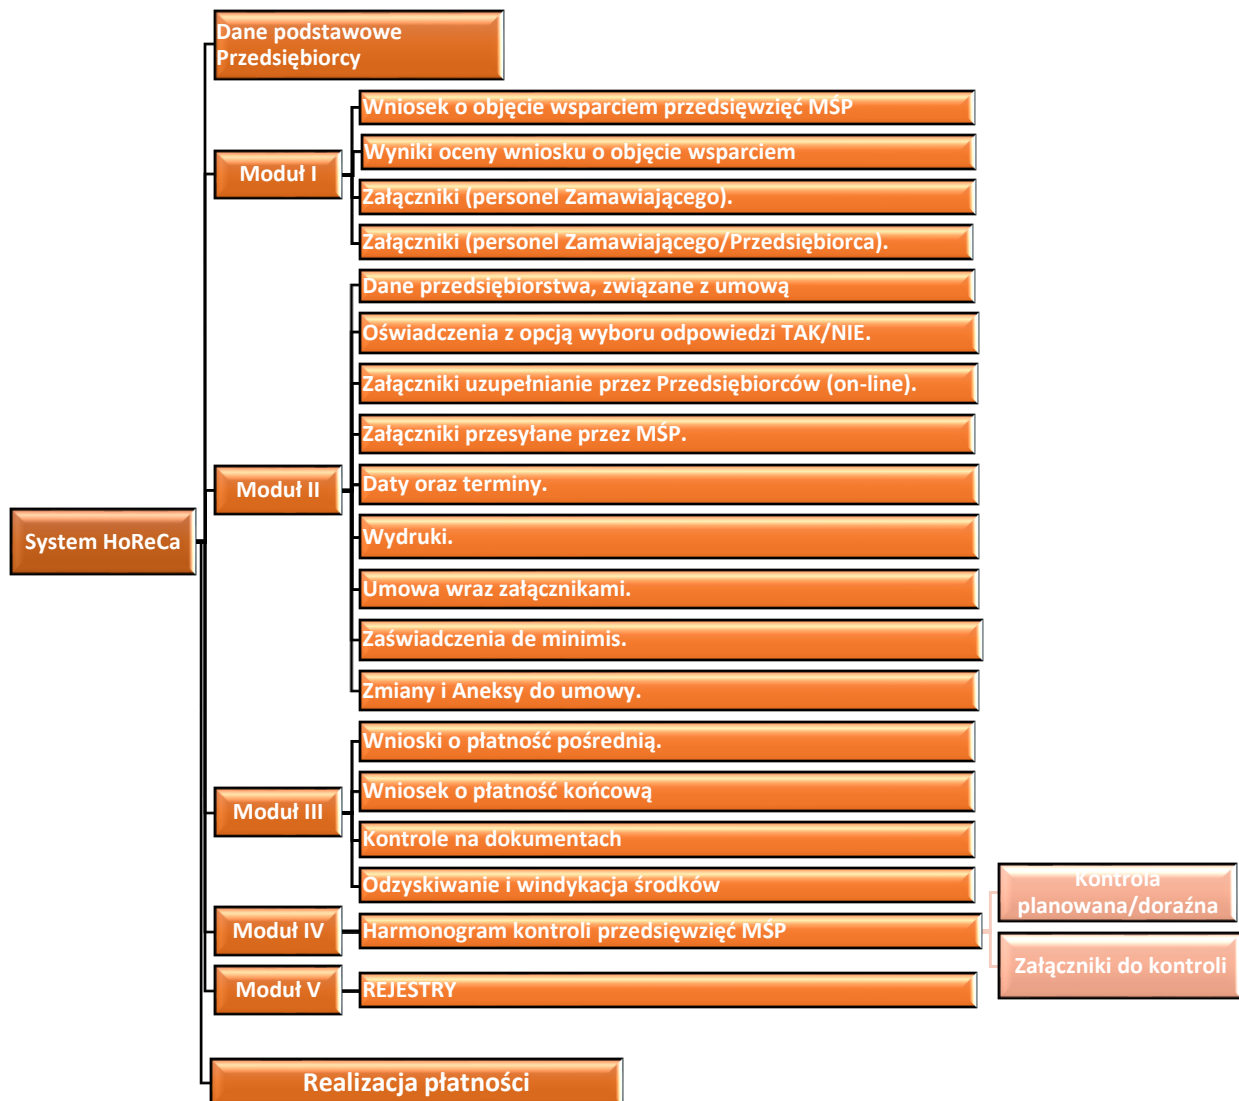 Dane podstawowe
Przedsiębiorcy
Wniosek o objęcie wsparciem przedsięwzięć MŚP
Wyniki oceny wniosku o objęcie wsparciem
Moduł I
Załączniki (personel Zamawiającego).
Załączniki (personel Zamawiającego/Przedsiębiorca).
Dane przedsiębiorstwa, związane z umową
Oświadczenia z opcją wyboru odpowiedzi TAK/NIE.
Załączniki uzupełnianie przez Przedsiębiorców (on-line).
Załączniki przesyłane przez MŚP.
Moduł II
Daty oraz terminy.
Wydruki.
System HoReCa
Umowa wraz załącznikami.
Zaświadczenia de minimis.
Zmiany i Aneksy do umowy.
Wnioski o płatność pośrednią.
Wniosek o płatność końcową
Moduł III
Kontrole na dokumentach
Odzyskiwanie i windykacja środków
Kontrola
planowana/doraźna
Moduł IV
Harmonogram kontroli przedsięwzięć MŚP
Załączniki do kontroli
Moduł V
REJESTRY
Realizacja płatności